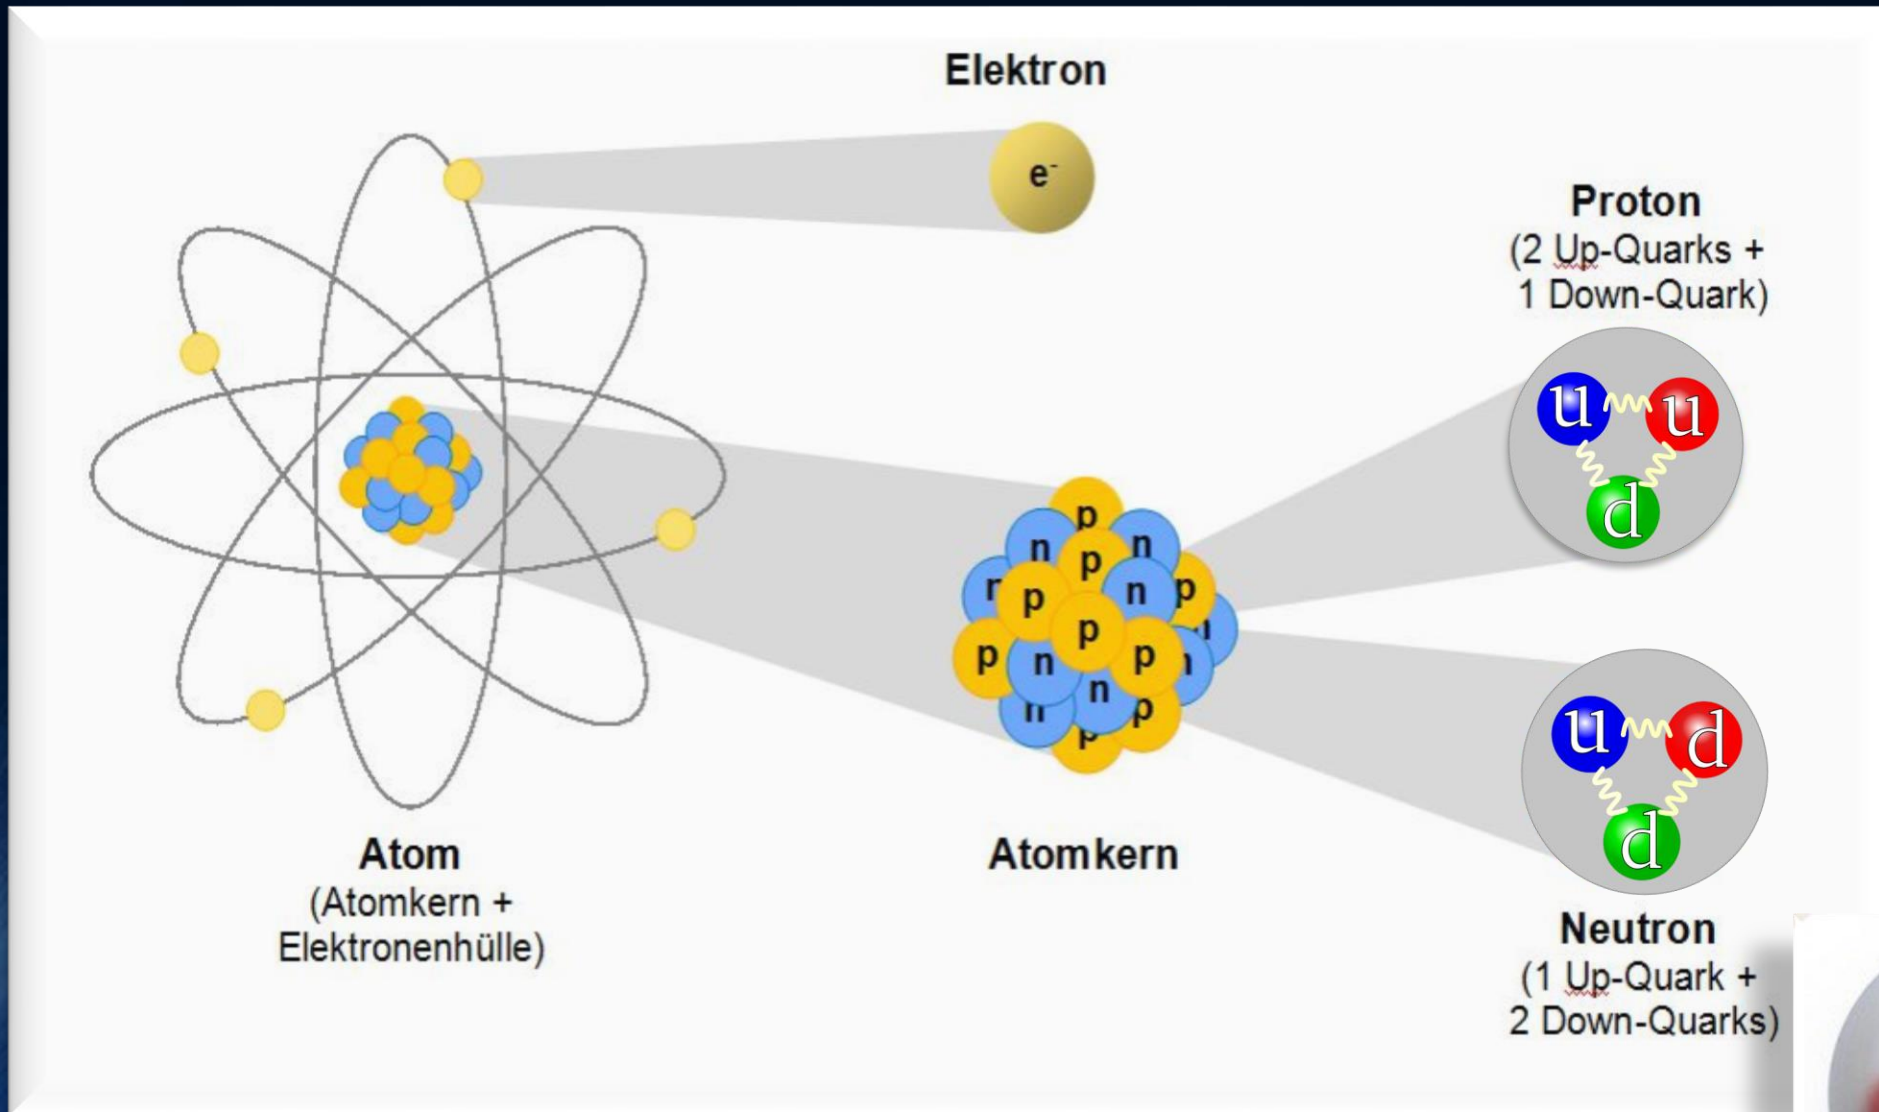 Elektron
e⁻
Proton
(2 Up-Quarks +
1 Down-Quark)
u u
d
p
n p n
n p n p
p p n
p n p n
n n p
p
u d
d
Atom
(Atomkern +
Elektronenhülle)
Atomkern
Neutron
(1 Up-Quark +
2 Down-Quarks)